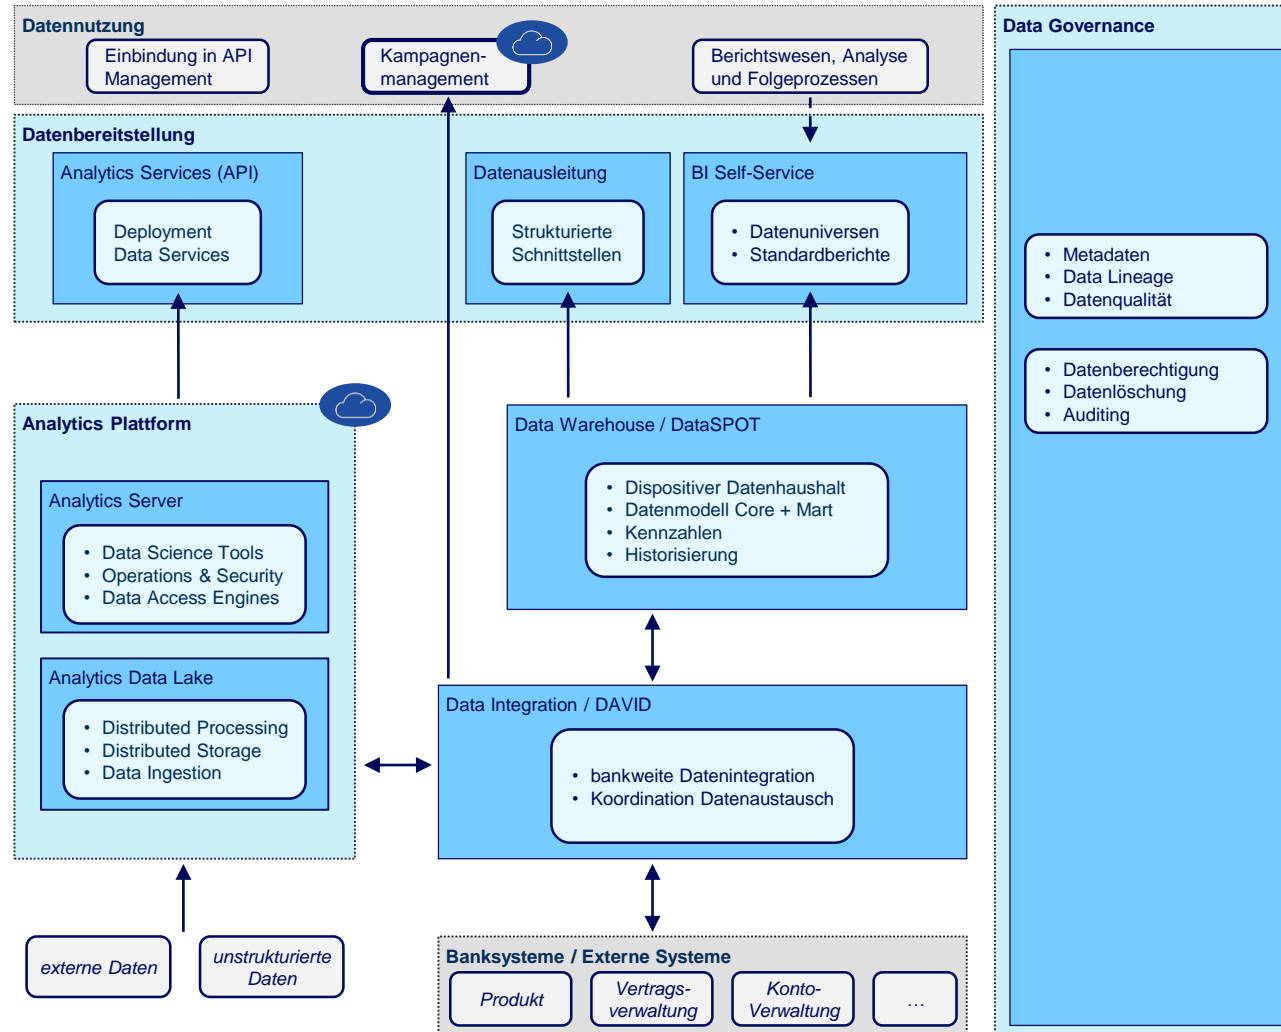 Datennutzung
Einbindung in API
Management
Kampagnen-
management
Berichtswesen, Analyse
und Folgeprozessen
Datenbereitstellung
Analytics Services (API)
Deployment
Data Services
Datenausleitung
Strukturierte
Schnittstellen
BI Self-Service
• Datenuniversen
• Standardberichte
Analytics Plattform
Analytics Server
• Data Science Tools
• Operations & Security
• Data Access Engines
Analytics Data Lake
• Distributed Processing
• Distributed Storage
• Data Ingestion
Data Warehouse / DataSPOT
• Dispositiver Datenhaushalt
• Datenmodell Core + Mart
• Kennzahlen
• Historisierung
Data Integration / DAVID
• bankweite Datenintegration
• Koordination Datenaustausch
externe Daten
unstrukturierte
Daten
Banksysteme / Externe Systeme
Produkt
Vertrags-
verwaltung
Konto-
Verwaltung
…
Data Governance
• Metadaten
• Data Lineage
• Datenqualität
• Datenberechtigung
• Datenlöschung
• Auditing